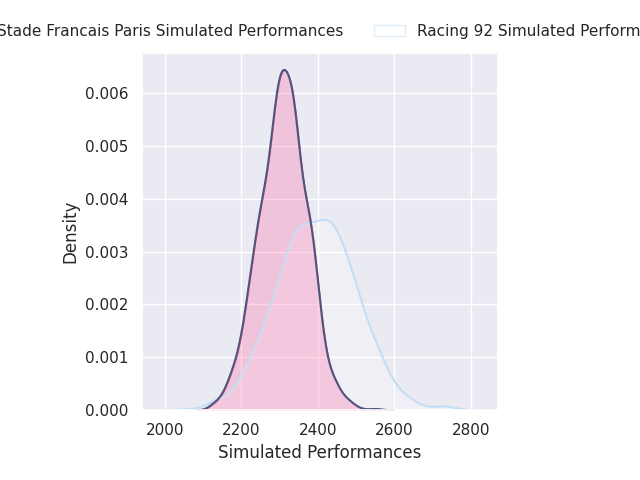 Stade Francais Paris Simulated Performances
Racing 92 Simulated Perform
0.006
0.005
0.004
0.003
0.002
0.001
0.000
Density
2000 2200 2400 2600 2800
Simulated Performances